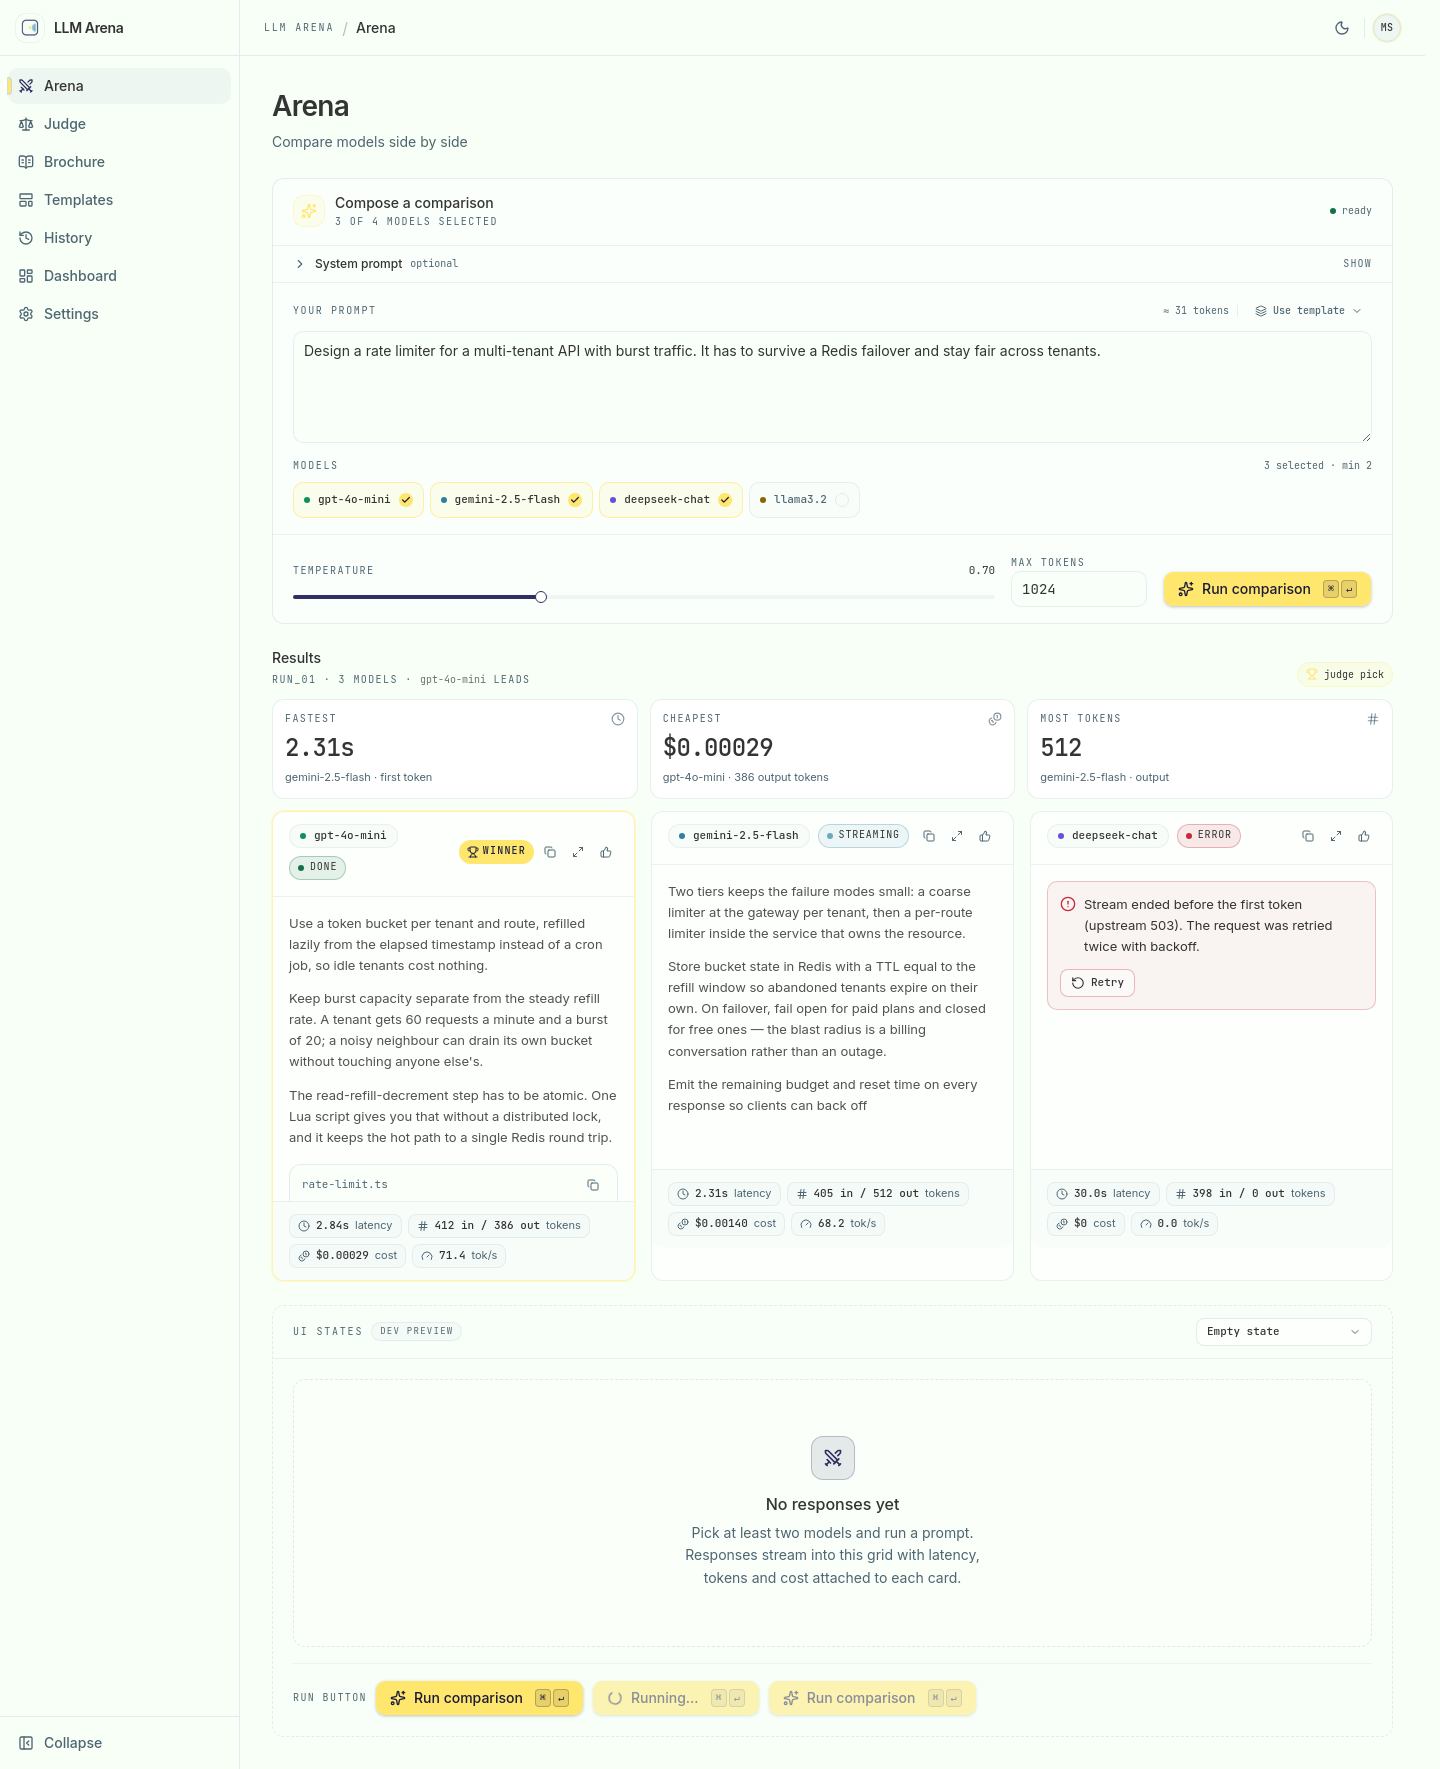 LLM Arena
LLM ARENA / Arena
MS
Arena
Judge
Brochure
Templates
History
Dashboard
Settings
Collapse
Arena
Compare models side by side
Compose a comparison
3 OF 4 MODELS SELECTED
ready
System prompt optional
SHOW
YOUR PROMPT
≈ 31 tokens
Use template
Design a rate limiter for a multi-tenant API with burst traffic. It has to survive a Redis failover and stay fair across tenants.
MODELS
3 selected · min 2
gpt-4o-mini
gemini-2.5-flash
deepseek-chat
llama3.2
TEMPERATURE
0.70
MAX TOKENS
1024
Run comparison ⌘ ↵
Results
RUN_01 · 3 MODELS · gpt-4o-mini LEADS
judge pick
FASTEST
2.31s
gemini-2.5-flash · first token
CHEAPEST
$0.00029
gpt-4o-mini · 386 output tokens
MOST TOKENS
512
gemini-2.5-flash · output
gpt-4o-mini
DONE
WINNER
Use a token bucket per tenant and route, refilled
lazily from the elapsed timestamp instead of a cron
job, so idle tenants cost nothing.
Keep burst capacity separate from the steady refill
rate. A tenant gets 60 requests a minute and a burst
of 20; a noisy neighbour can drain its own bucket
without touching anyone else's.
The read-refill-decrement step has to be atomic. One
Lua script gives you that without a distributed lock,
and it keeps the hot path to a single Redis round trip.
rate-limit.ts
2.84s latency
412 in / 386 out tokens
$0.00029 cost
71.4 tok/s
gemini-2.5-flash
STREAMING
Two tiers keeps the failure modes small: a coarse
limiter at the gateway per tenant, then a per-route
limiter inside the service that owns the resource.
Store bucket state in Redis with a TTL equal to the
refill window so abandoned tenants expire on their
own. On failover, fail open for paid plans and closed
for free ones — the blast radius is a billing
conversation rather than an outage.
Emit the remaining budget and reset time on every
response so clients can back off
2.31s latency
405 in / 512 out tokens
$0.00140 cost
68.2 tok/s
deepseek-chat
ERROR
Stream ended before the first token
(upstream 503). The request was retried
twice with backoff.
Retry
30.0s latency
398 in / 0 out tokens
$0 cost
0.0 tok/s
UI STATES
DEV PREVIEW
Empty state
No responses yet
Pick at least two models and run a prompt.
Responses stream into this grid with latency,
tokens and cost attached to each card.
RUN BUTTON
Run comparison ⌘ ↵
Running… ⌘ ↵
Run comparison ⌘ ↵